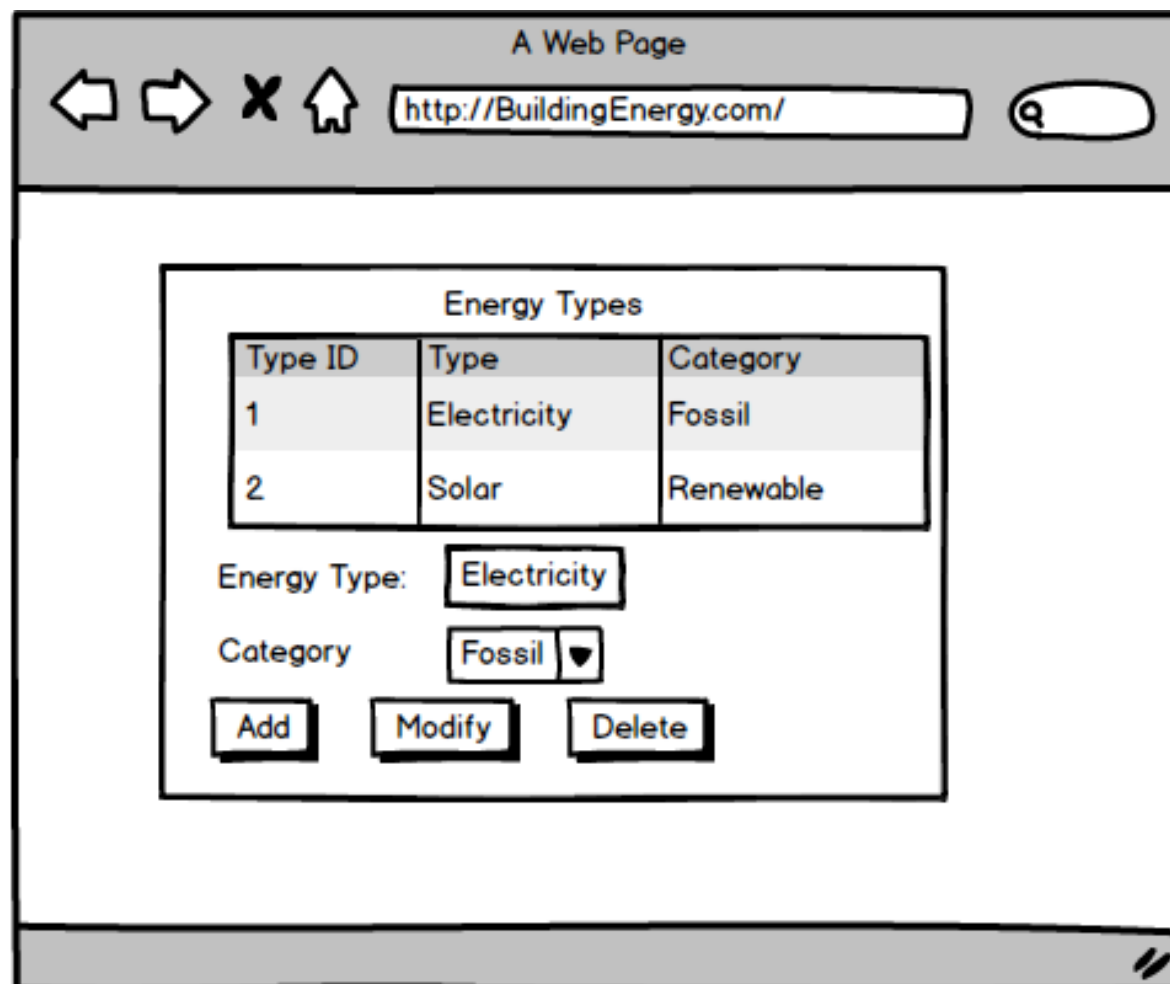 A Web Page
http://BuildingEnergy.com/
Energy Types
Type ID Type Category
1 Electricity Fossil
2 Solar Renewable
Energy Type: Electricity
Category Fossil
Add Modify Delete